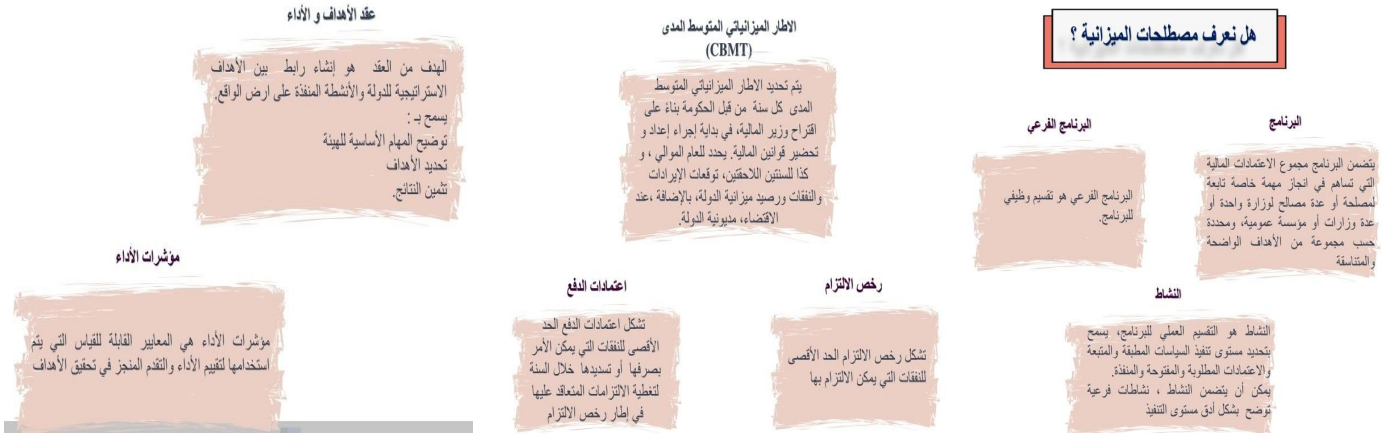 هل نعرف مصطلحات الميزانية ؟
البرنامج
يتضمن البرنامج مجموع الاعتمادات المالية
التي تساهم في انجاز مهمة خاصة تابعة
لمصلحة أو عدة مصالح لوزارة واحدة أو
عدة وزارات أو مؤسسة عمومية، ومحددة
حسب مجموعة من الأهداف الواضحة
والمتناسقة
البرنامج الفرعي
البرنامج الفرعي هو تقسيم وظيفي
للبرنامج.
النشاط
النشاط هو التقسيم العملي للبرنامج، يسمح
بتحديد مستوى تنفيذ السياسات المطبقة والمتبعة
والاعتمادات المطلوبة والمفتوحة والمنفذة.
يمكن أن يتضمن النشاط ، نشاطات فرعية
توضح بشكل أدق مستوى التنفيذ
الاطار الميزانياتي المتوسط المدى
(CBMT)
يتم تحديد الاطار الميزانياتي المتوسط
المدى كل سنة من قبل الحكومة بناءً على
اقتراح وزير المالية، في بداية إجراء إعداد و
تحضير قوانين المالية. يحدد للعام الموالي ، و
كذا للسنتين اللاحقتين، توقعات الإيرادات
والنفقات ورصيد ميزانية الدولة، بالإضافة ،عند
الاقتضاء، مديونية الدولة.
رخص الالتزام
تشكل رخص الالتزام الحد الأقصى
للنفقات التي يمكن الالتزام بها
اعتمادات الدفع
تشكل اعتمادات الدفع الحد
الأقصى للنفقات التي يمكن الأمر
بصرفها أو تسديدها خلال السنة
لتغطية الالتزامات المتعاقد عليها
في إطار رخص الالتزام
عقد الأهداف و الأداء
الهدف من العقد هو إنشاء رابط بين الأهداف
الاستراتيجية للدولة والأنشطة المنفذة على ارض الواقع.
يسمح بـ :
توضيح المهام الأساسية للهيئة
تحديد الأهداف
تثمين النتائج.
مؤشرات الأداء
مؤشرات الأداء هي المعايير القابلة للقياس التي يتم
استخدامها لتقييم الأداء والتقدم المنجز في تحقيق الأهداف